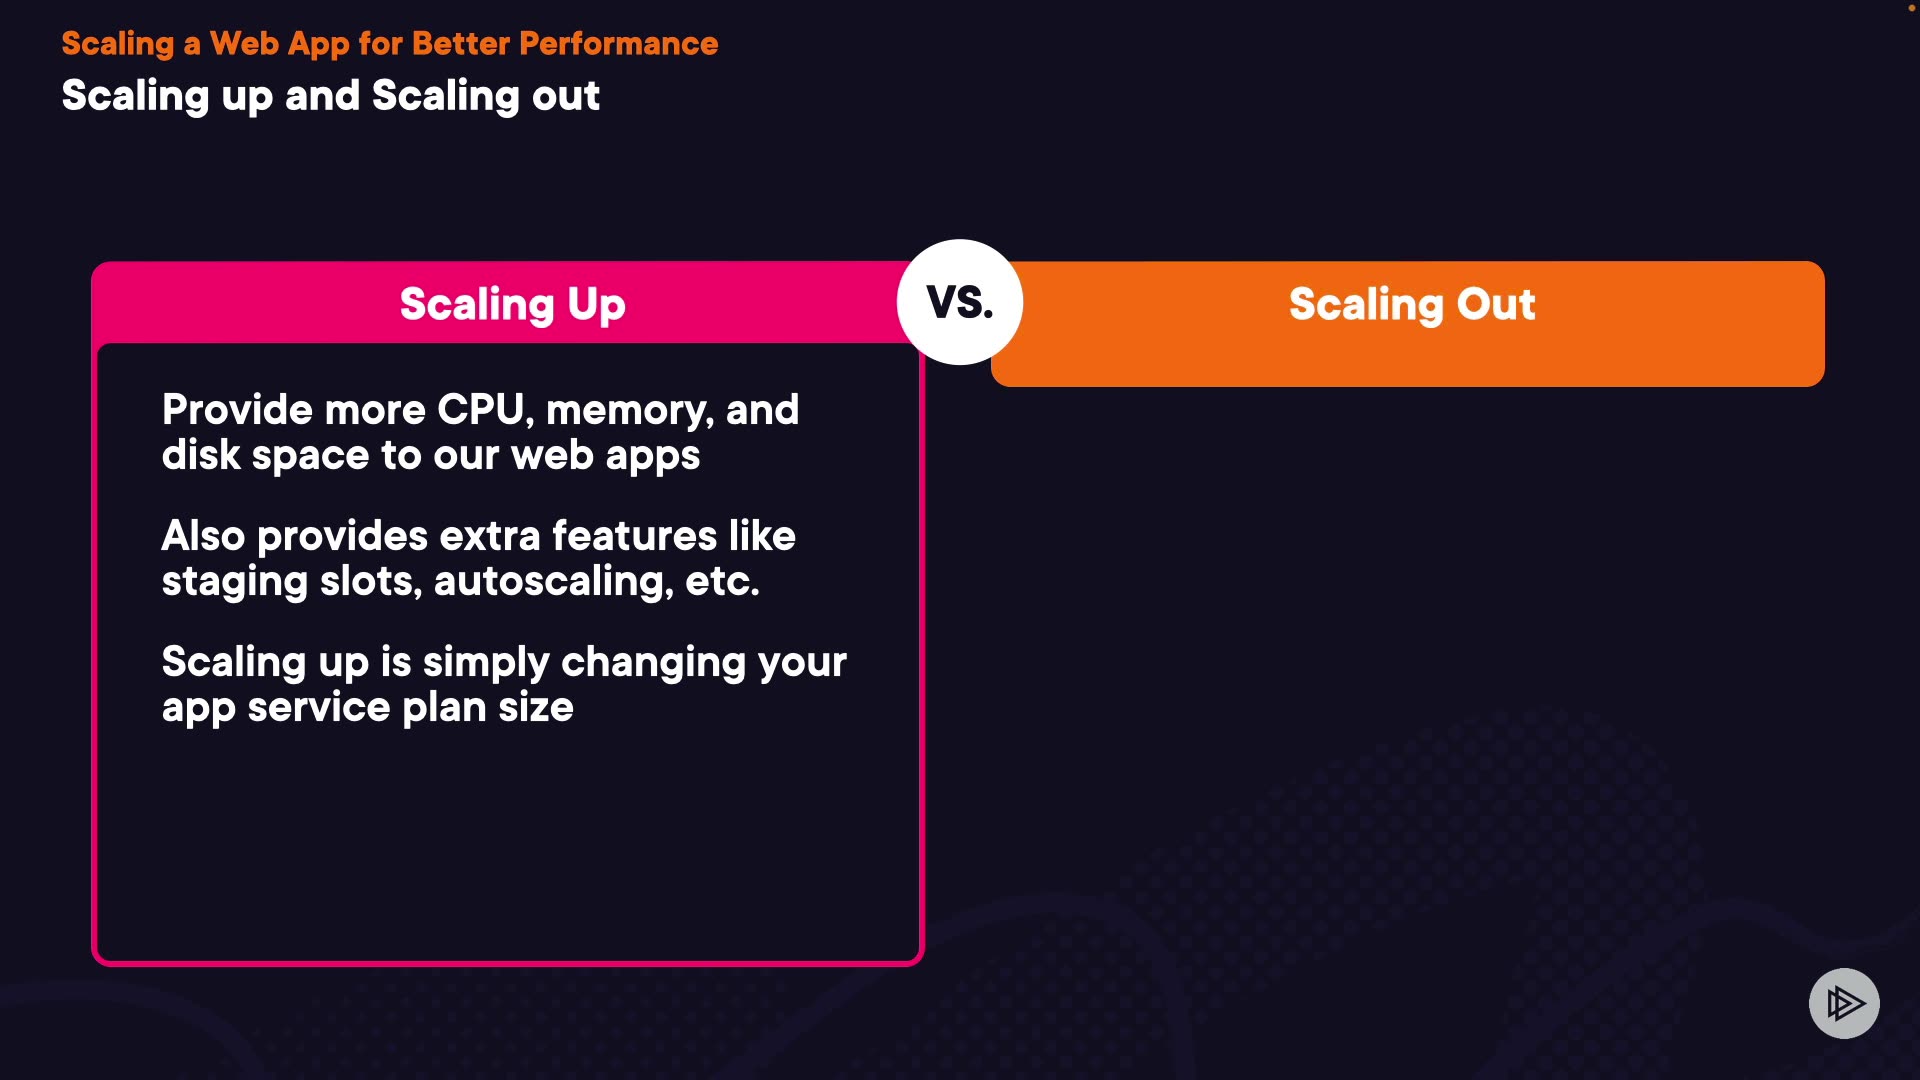 Scaling a Web App for Better Performance
Scaling up and Scaling out
Scaling Up
VS.
Scaling Out
Provide more CPU, memory, and
disk space to our web apps
Also provides extra features like
staging slots, autoscaling, etc.
Scaling up is simply changing your
app service plan size